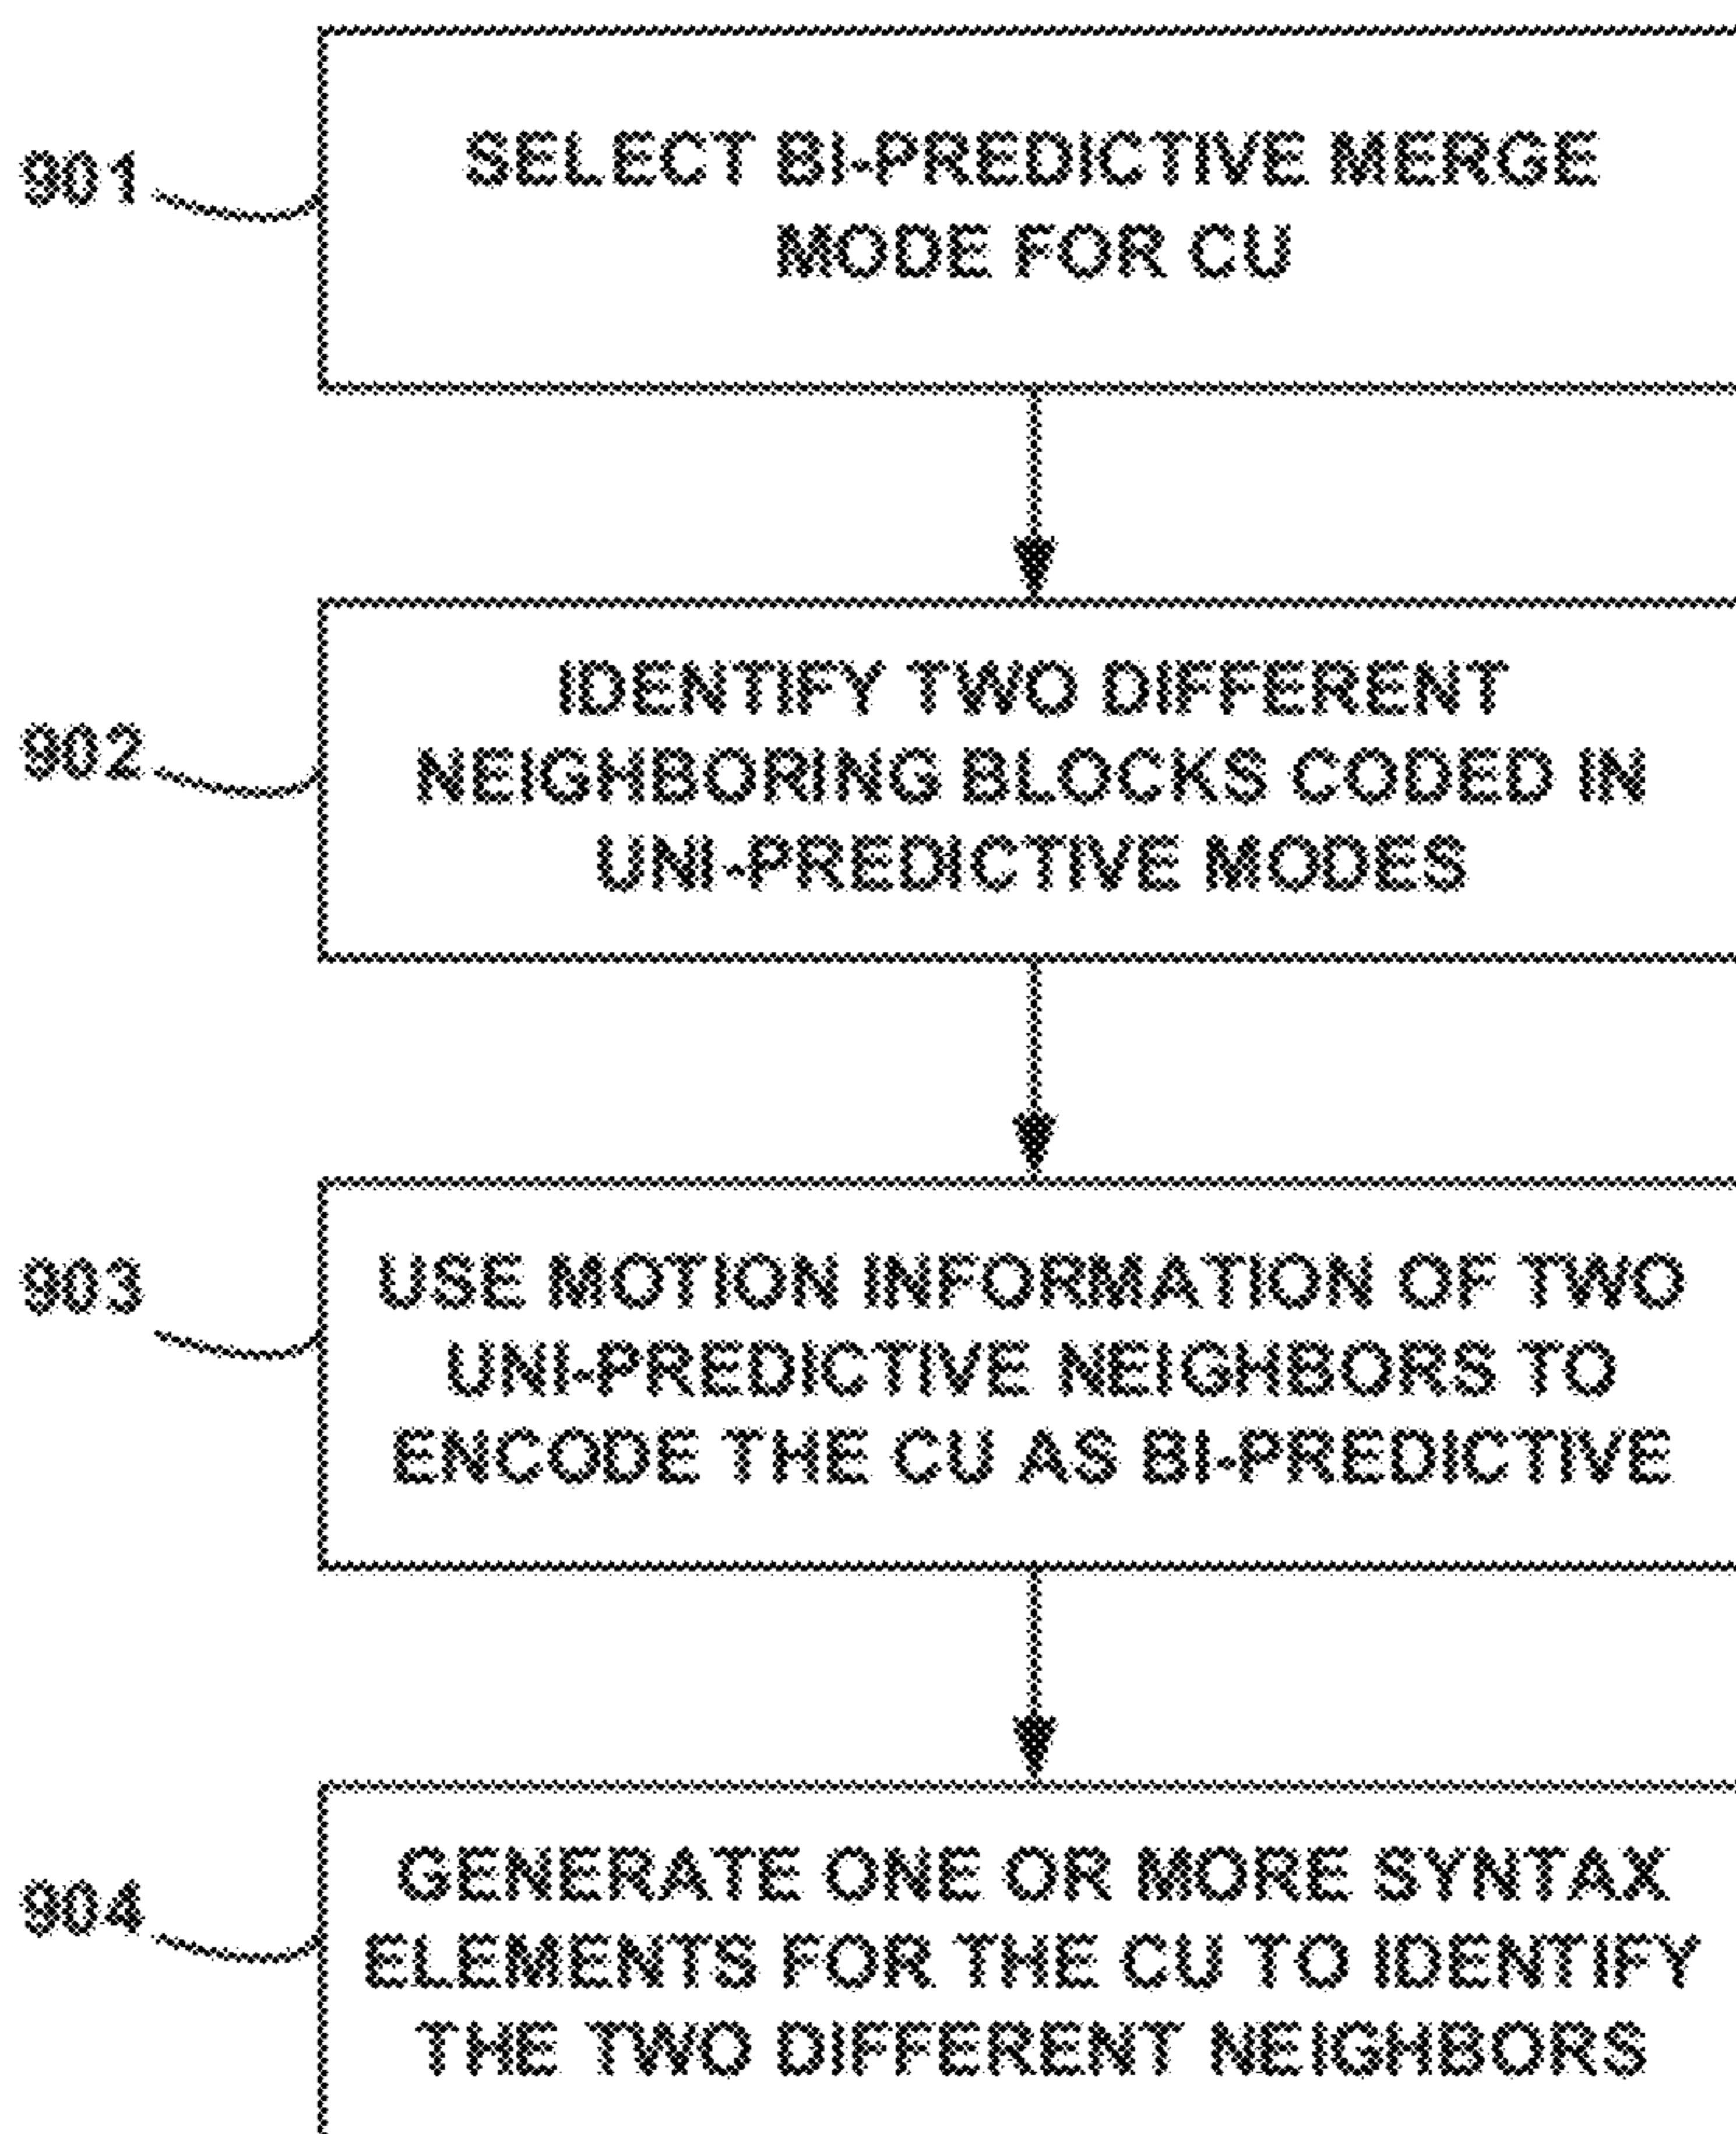 901
SELECT BI-PREDICTIVE MERGE
MODE FOR CU
902
IDENTIFY TWO DIFFERENT
NEIGHBORING BLOCKS CODED IN
UNI-PREDICTIVE MODES
903
USE MOTION INFORMATION OF TWO
UNI-PREDICTIVE NEIGHBORS TO
ENCODE THE CU AS BI-PREDICTIVE
904
GENERATE ONE OR MORE SYNTAX
ELEMENTS FOR THE CU TO IDENTIFY
THE TWO DIFFERENT NEIGHBORS